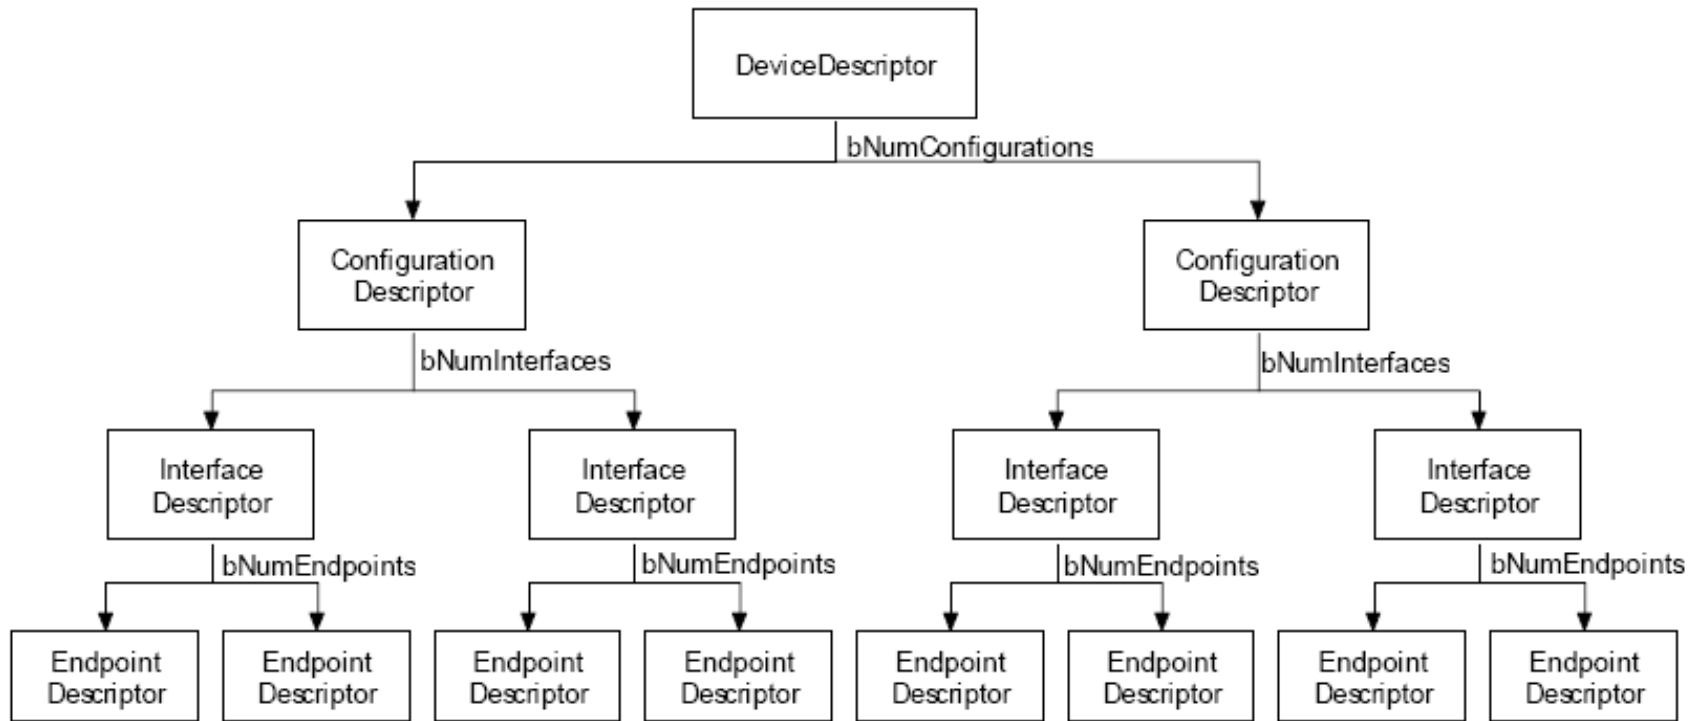 DeviceDescriptor
bNumConfigurations
Configuration
Descriptor
Configuration
Descriptor
bNumInterfaces
bNumInterfaces
Interface
Descriptor
Interface
Descriptor
Interface
Descriptor
Interface
Descriptor
bNumEndpoints
bNumEndpoints
bNumEndpoints
bNumEndpoints
Endpoint
Descriptor
Endpoint
Descriptor
Endpoint
Descriptor
Endpoint
Descriptor
Endpoint
Descriptor
Endpoint
Descriptor
Endpoint
Descriptor
Endpoint
Descriptor